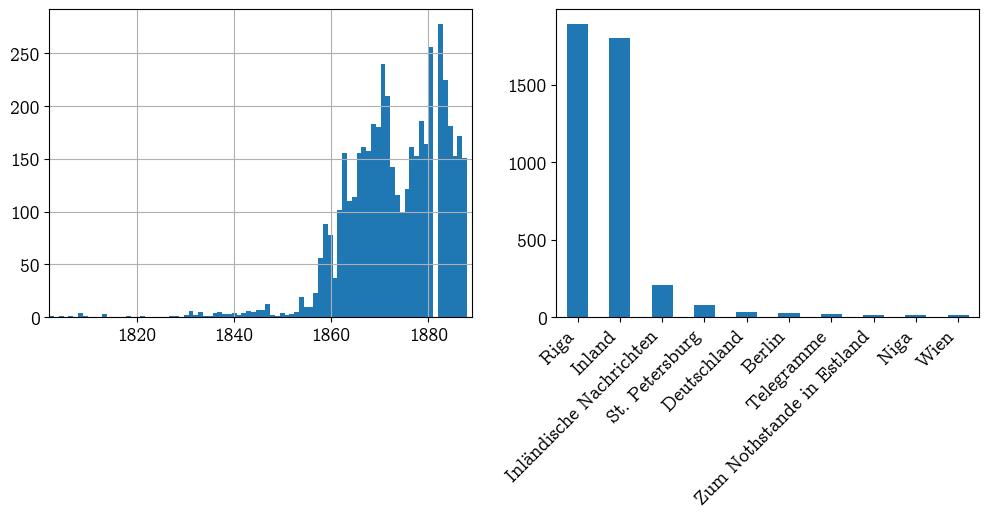 250
200
150
100
50
0
1820
1840
1860
1880
1500
1000
500
0
Riga
Inland
Inländische Nachrichten
St. Petersburg
Deutschland
Berlin
Telegramme
Zum Nothstande in Estland
Niga
Wien